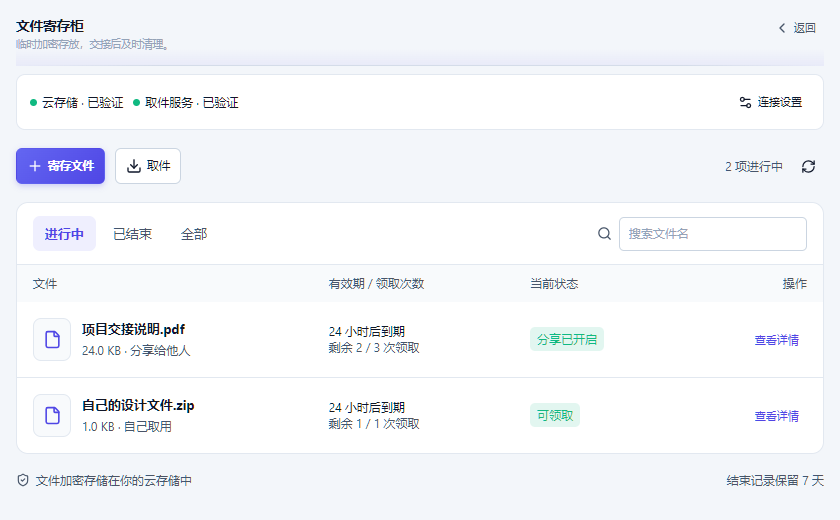 文件寄存柜
返回
临时加密存放，交接后及时清理。
云存储 · 已验证 取件服务 · 已验证 连接设置
寄存文件 取件 2 项进行中
进行中 已结束 全部 搜索文件名
文件 有效期 / 领取次数 当前状态 操作
项目交接说明.pdf
24.0 KB · 分享给他人
24 小时后到期
剩余 2 / 3 次领取
分享已开启
查看详情
自己的设计文件.zip
1.0 KB · 自己取用
24 小时后到期
剩余 1 / 1 次领取
可领取
查看详情
文件加密存储在你的云存储中 结束记录保留 7 天